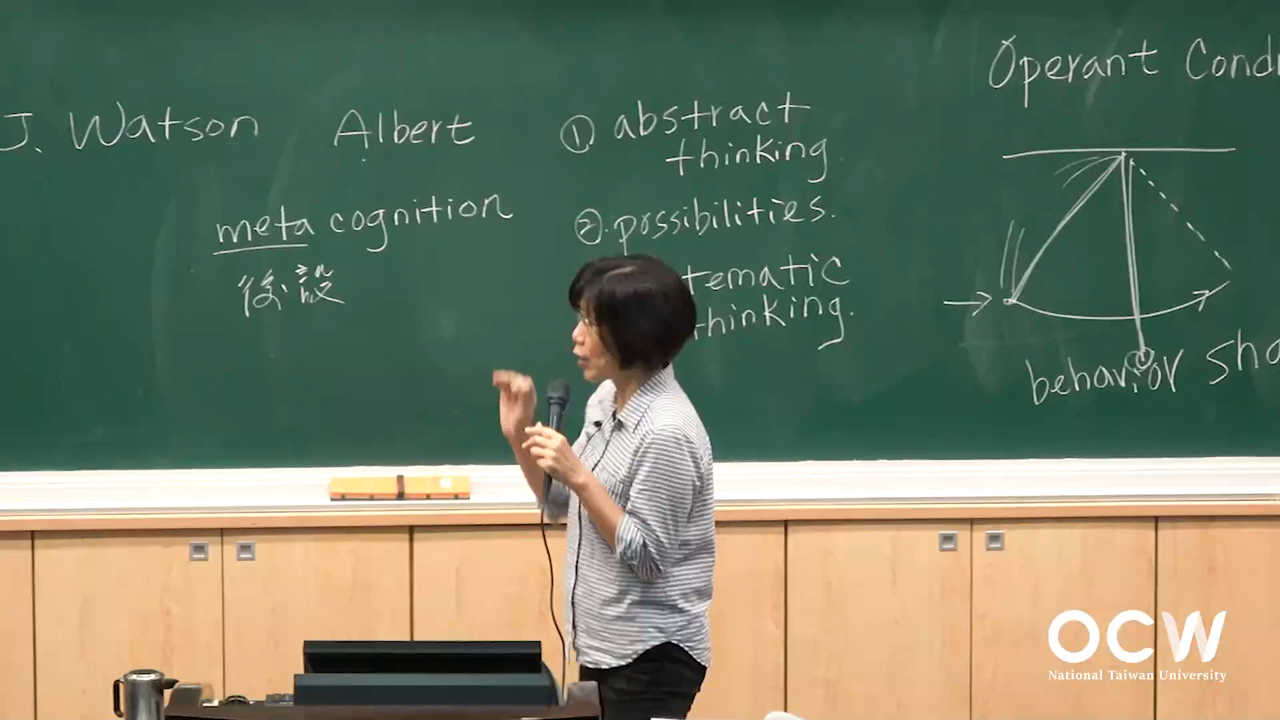 J. Watson Albert
meta cognition
後設
① abstract
thinking
② possibilities.
tematic
thinking.
Operant Cond
behavior sha
OCW
National Taiwan University